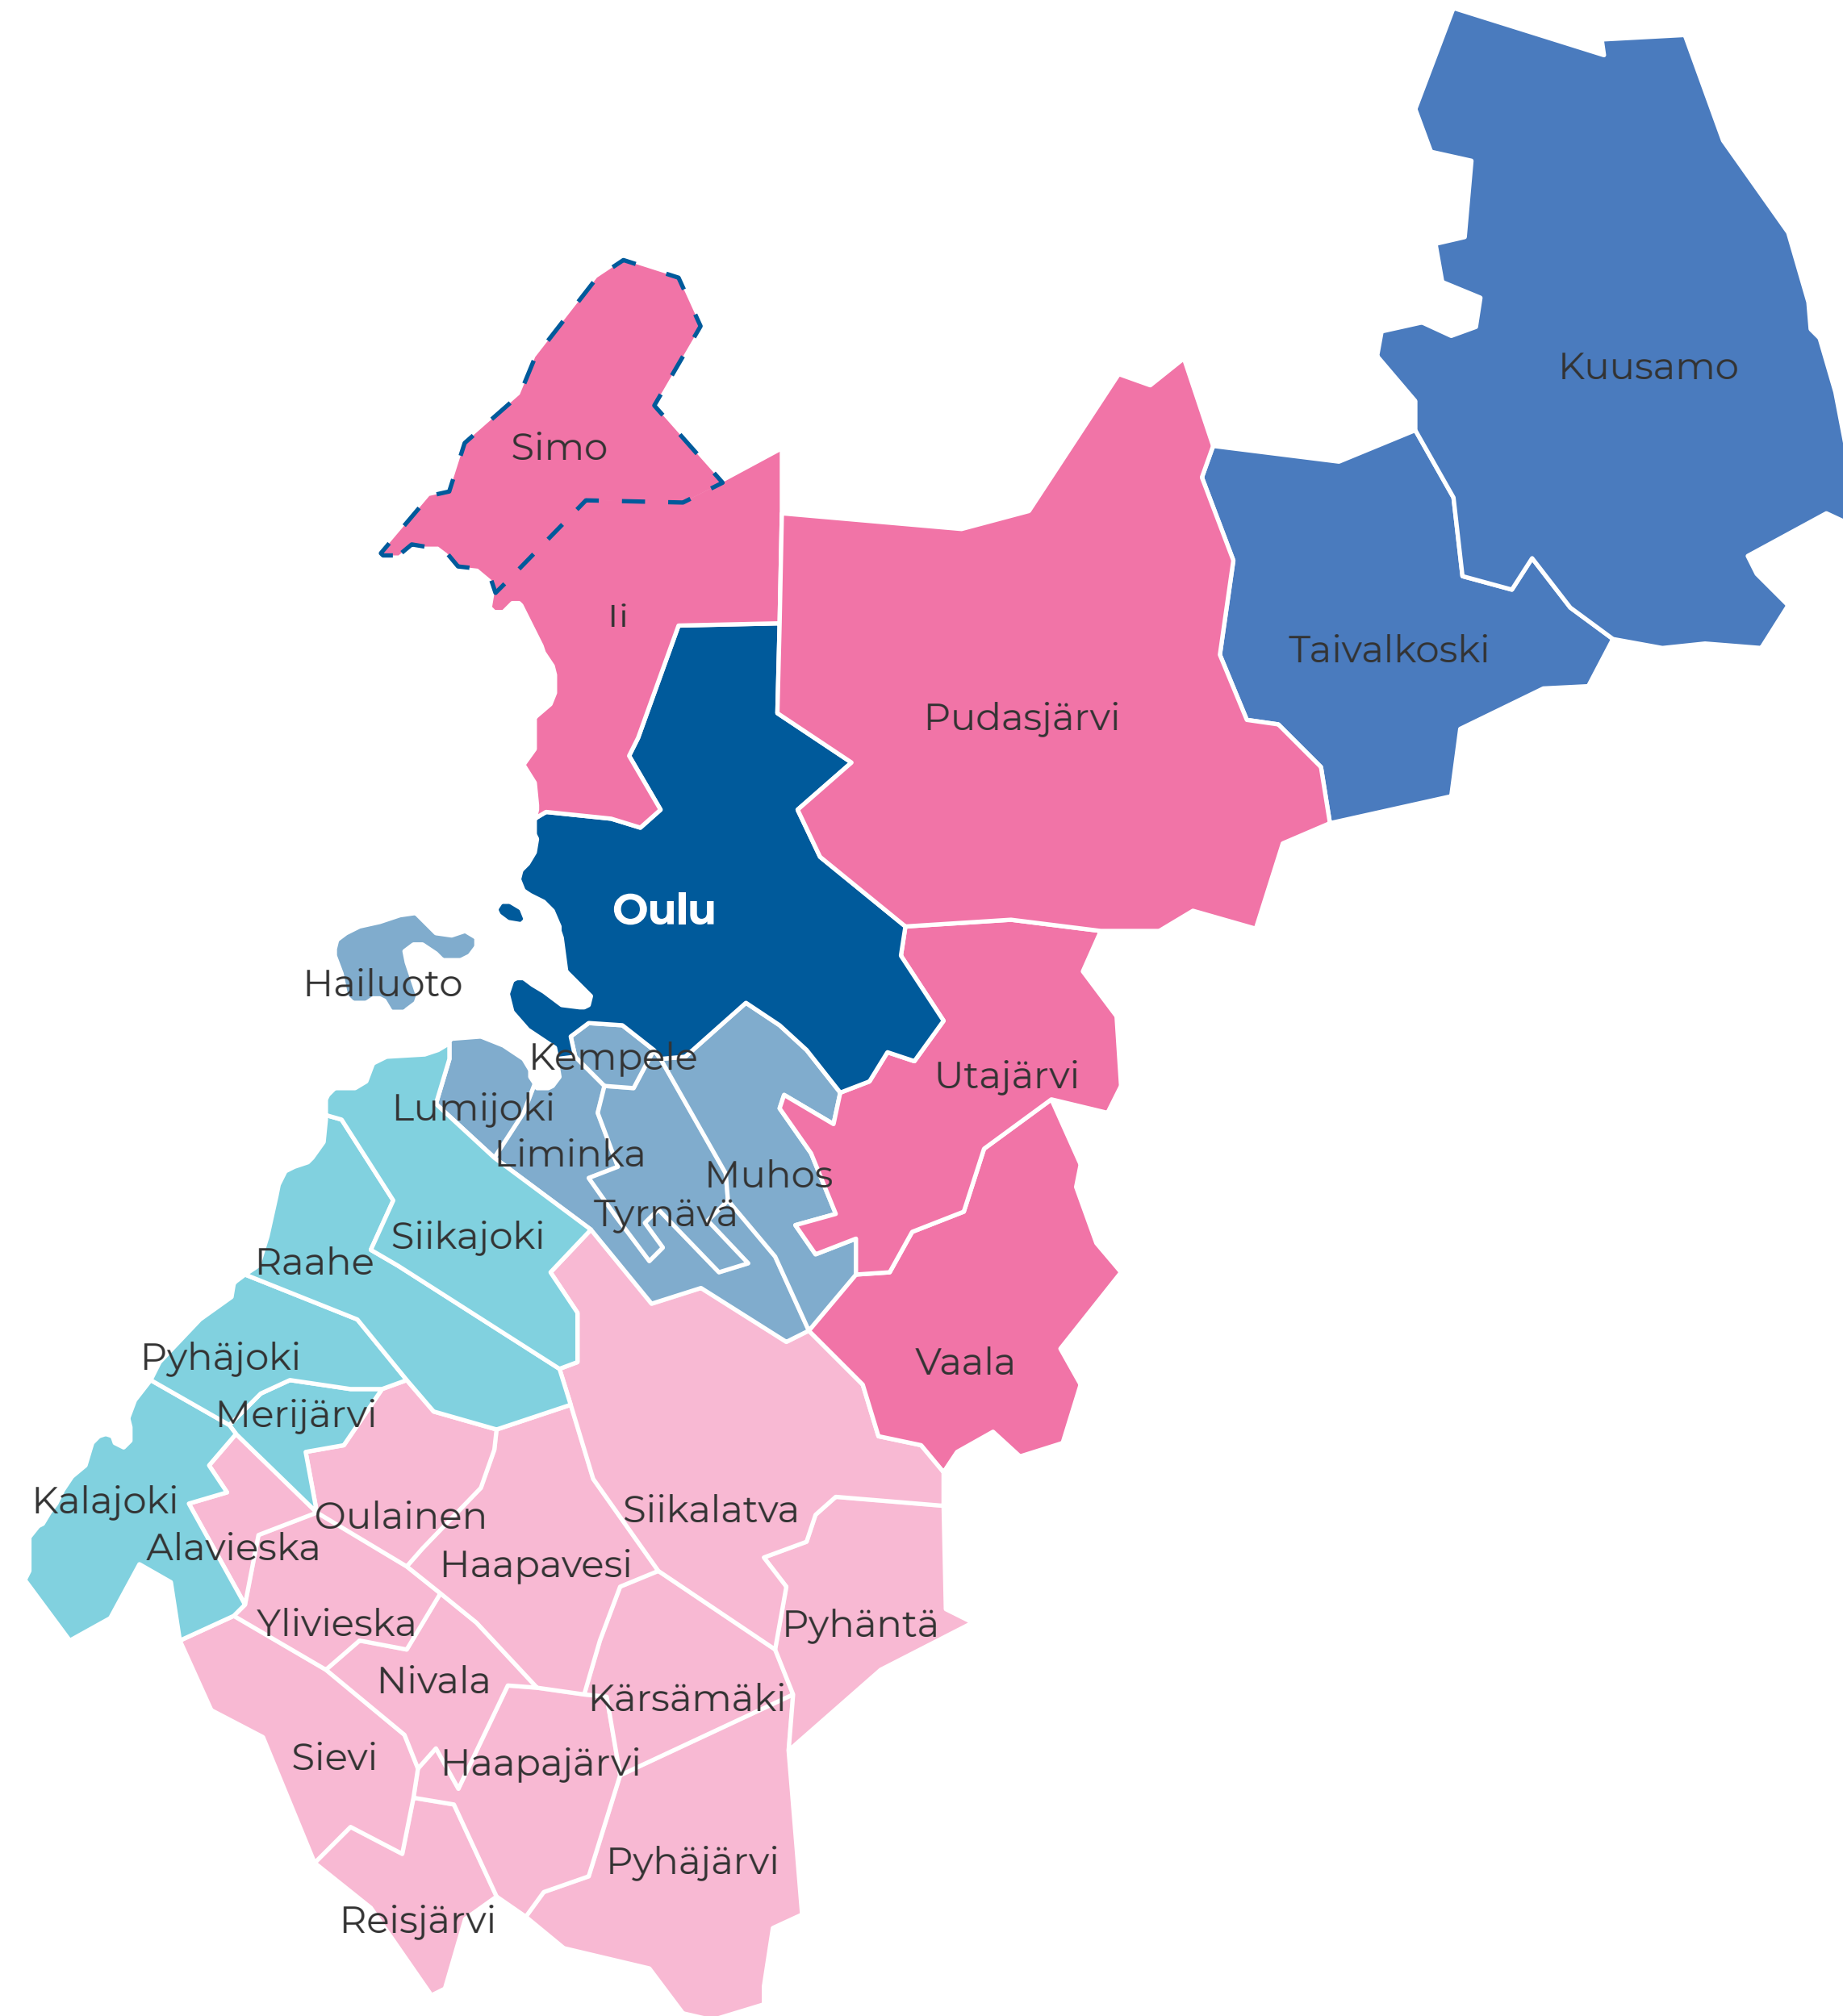 Kuusamo
Simo
Ii
Taivalkoski
Pudasjärvi
Oulu
Hailuoto
Kempele
Utajärvi
Lumijoki
Liminka
Muhos
Tyrnävä
Siikajoki
Raahe
Pyhäjoki
Vaala
Merijärvi
Kalajoki
Siikalatva
Oulainen
Alavieska
Haapavesi
Ylivieska
Pyhäntä
Nivala
Kärsämäki
Sievi
Haapajärvi
Pyhäjärvi
Reisjärvi